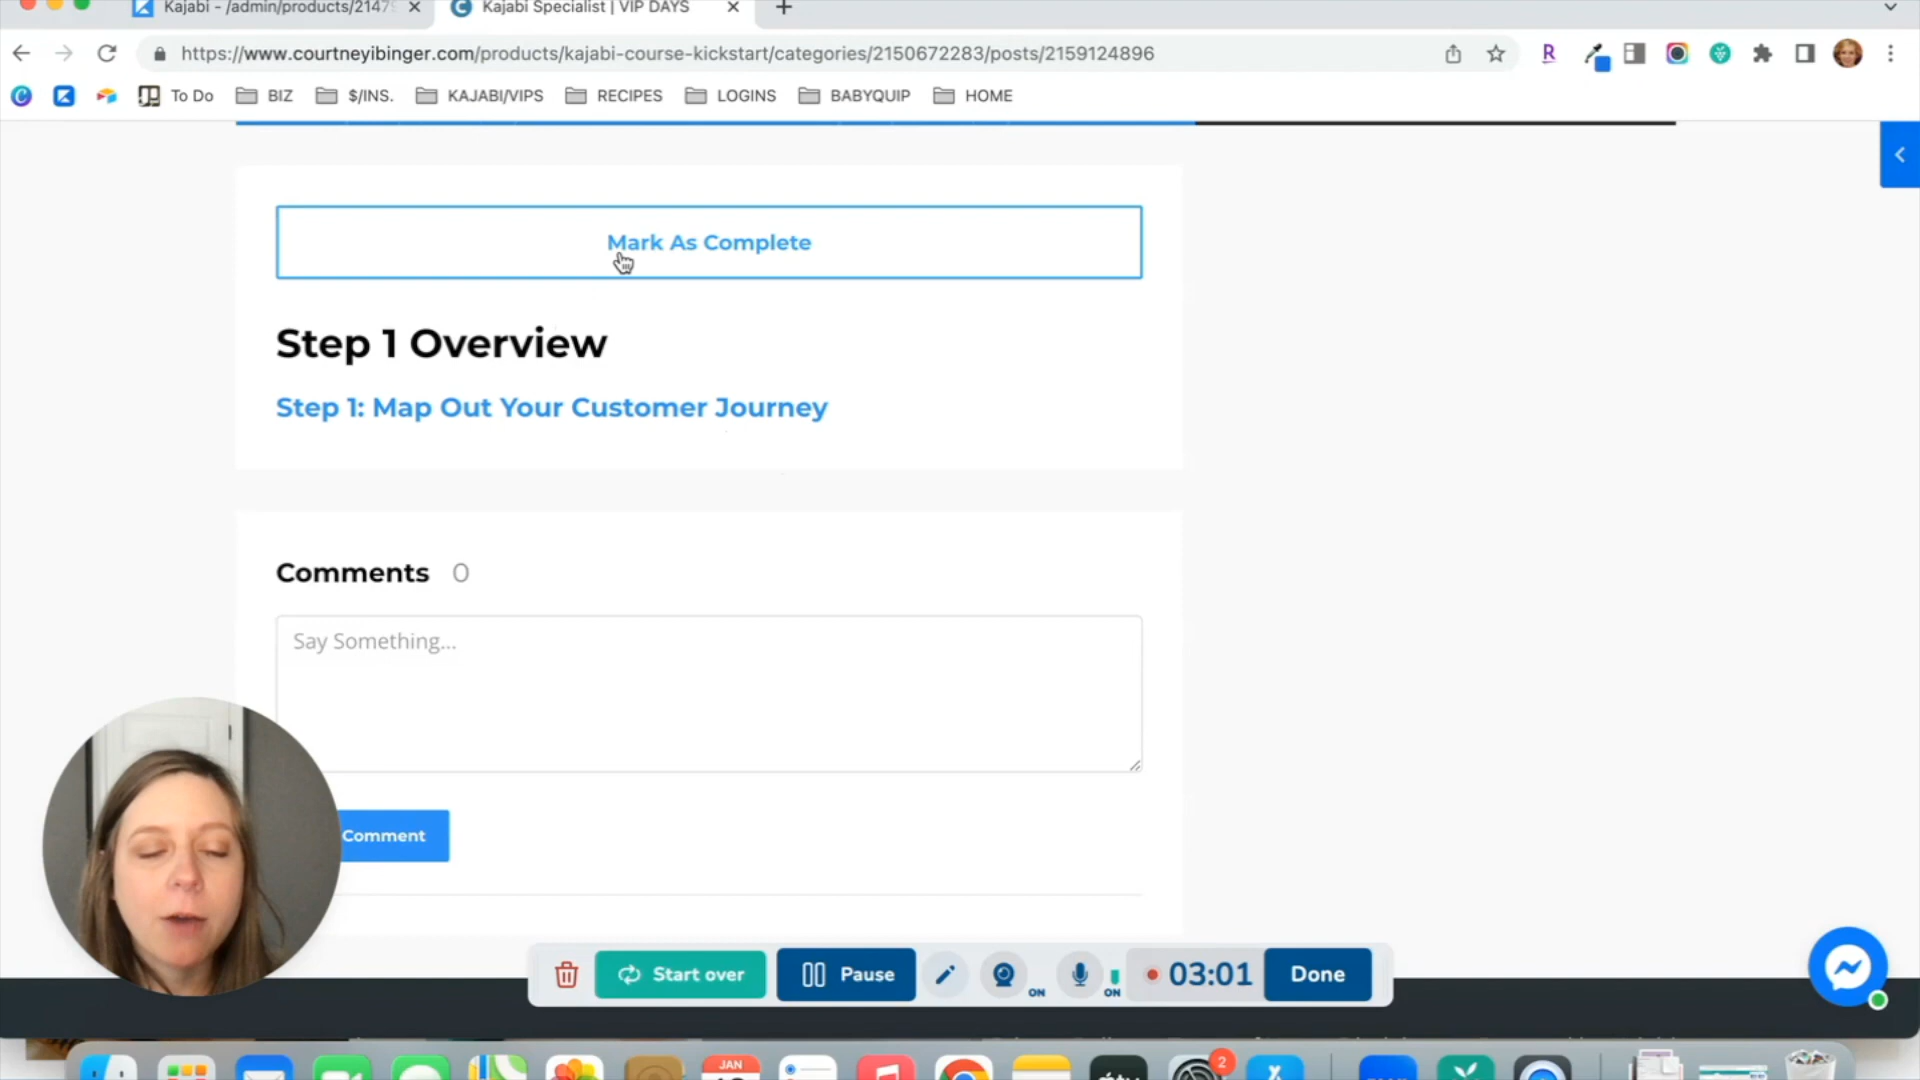 Kajabi - /admin/products/2147
Kajabi Specialist | VIP DAYS
https://www.courtneyibinger.com/products/kajabi-course-kickstart/categories/2150672283/posts/2159124896
To Do BIZ $/INS. KAJABI/VIPS RECIPES LOGINS BABYQUIP HOME
Mark As Complete
Step 1 Overview
Step 1: Map Out Your Customer Journey
Comments 0
Say Something...
Comment
Start over Pause ON ON 03:01 Done
JAN
2